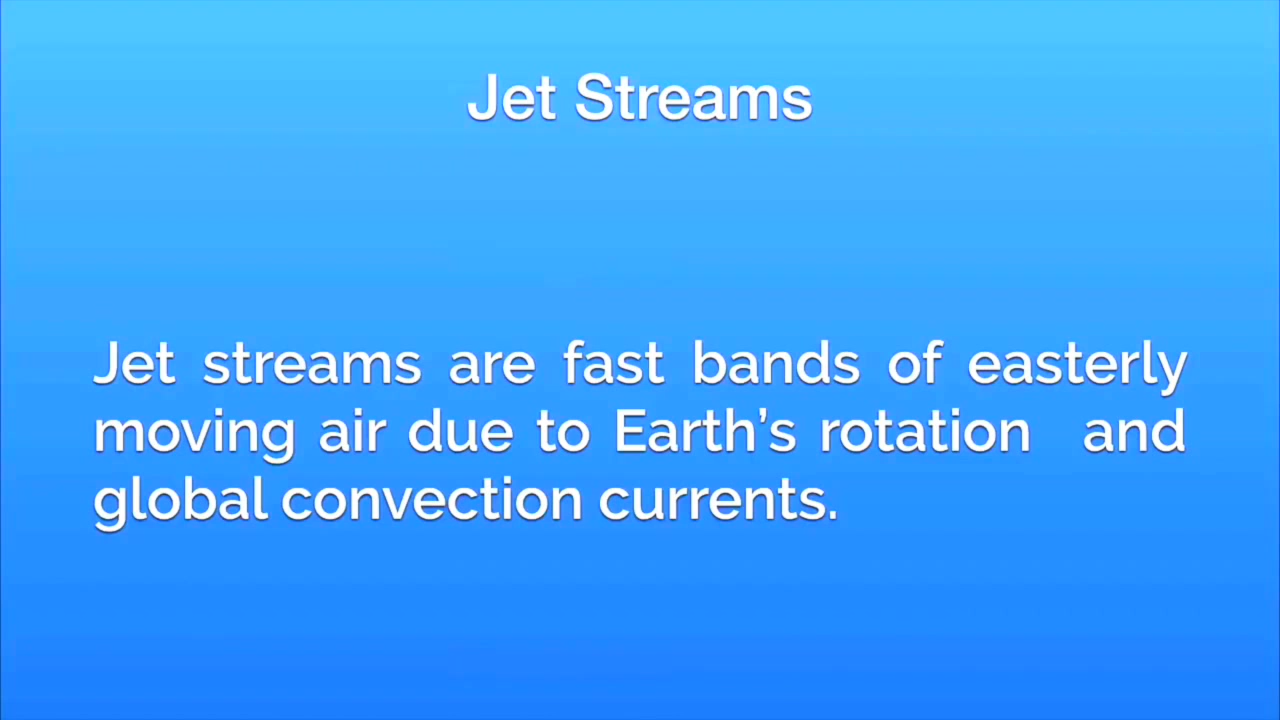 Jet Streams
Jet streams are fast bands of easterly
moving air due to Earth’s rotation and
global convection currents.